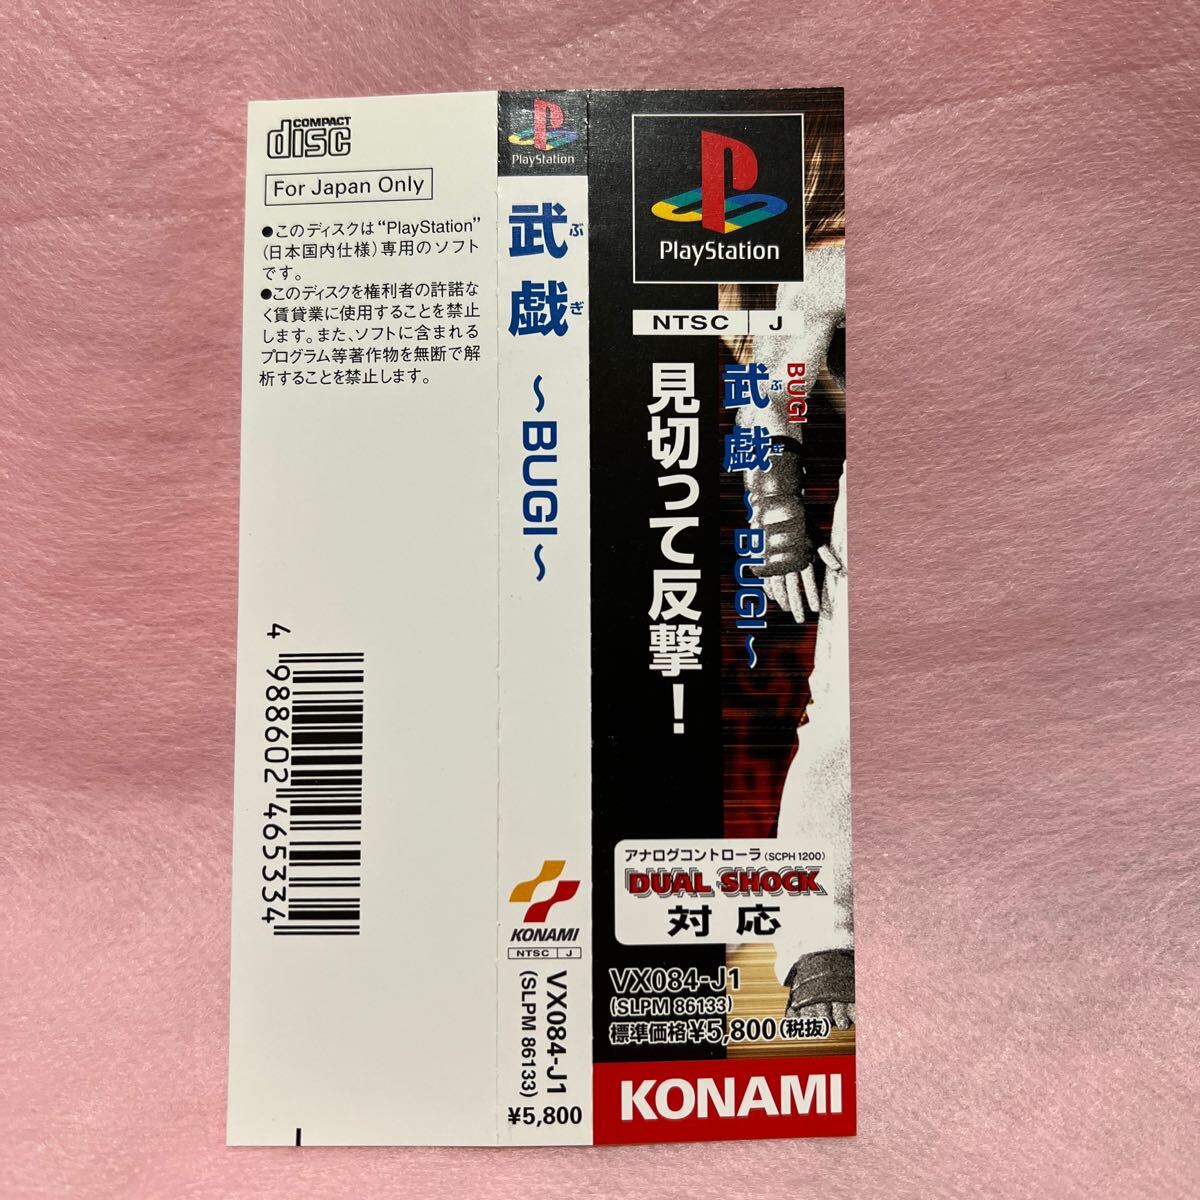 COMPACT
disc
For Japan Only
●このディスクは“PlayStation”
(日本国内仕様)専用のソフト
です。
●このディスクを権利者の許諾な
く賃貸業に使用することを禁止
します。また、ソフトに含まれる
プログラム等著作物を無断で解
析することを禁止します。
4 988602 465334
PlayStation
武戯
ぶぎ
～BUGI～
KONAMI
NTSC J
VX084-J1
(SLPM 86133)
¥5,800
PlayStation
NTSC J
BUGI
武戯～BUGI～
ぶぎ
見切って反撃!
アナログコントローラ(SCPH 1200)
DUAL SHOCK
対応
VX084-J1
(SLPM 86133)
標準価格¥5,800(税抜)
KONAMI